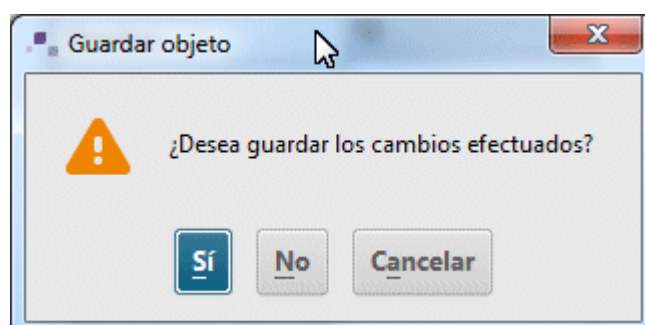 Guardar objeto
¿Desea guardar los cambios efectuados?
Sí No Cancelar